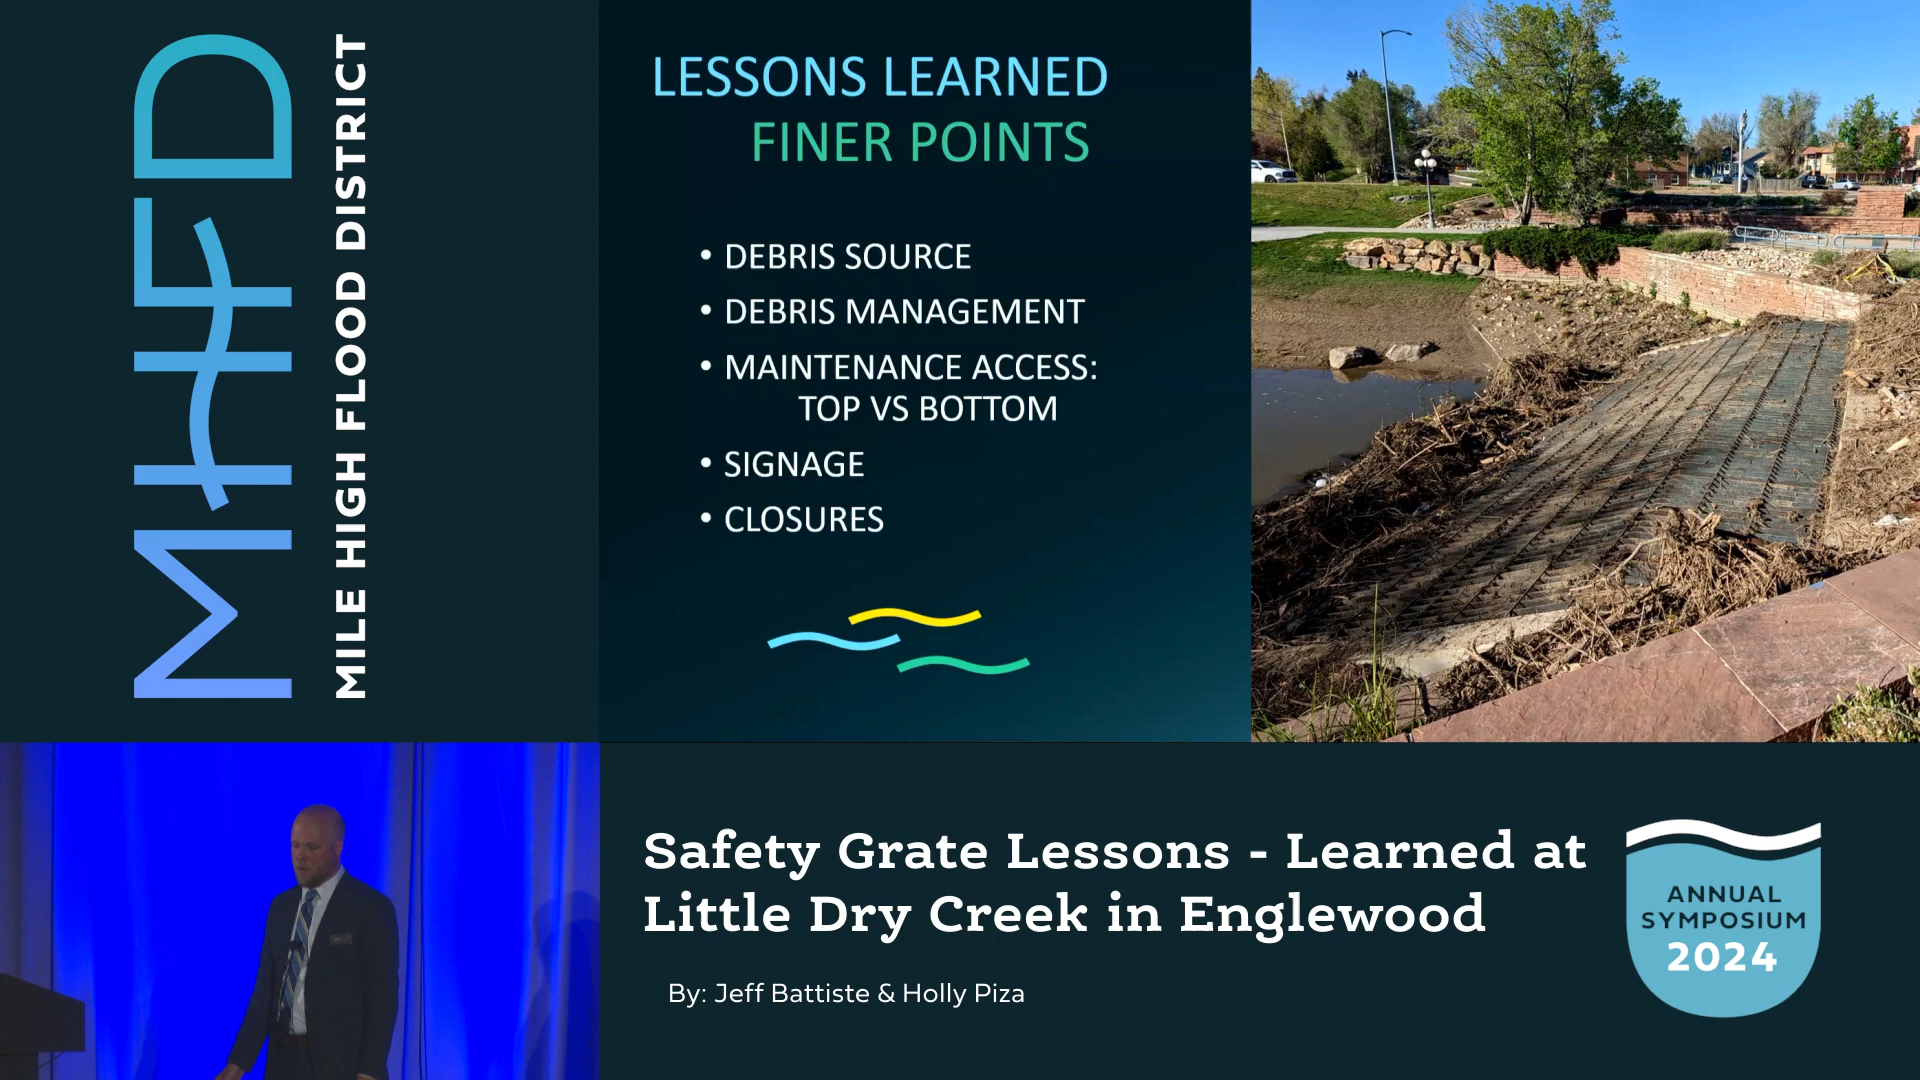 MHFD
MILE HIGH FLOOD DISTRICT
LESSONS LEARNED
FINER POINTS
• DEBRIS SOURCE
• DEBRIS MANAGEMENT
• MAINTENANCE ACCESS:
TOP VS BOTTOM
• SIGNAGE
• CLOSURES
Safety Grate Lessons - Learned at
Little Dry Creek in Englewood
By: Jeff Battiste & Holly Piza
ANNUAL
SYMPOSIUM
2024